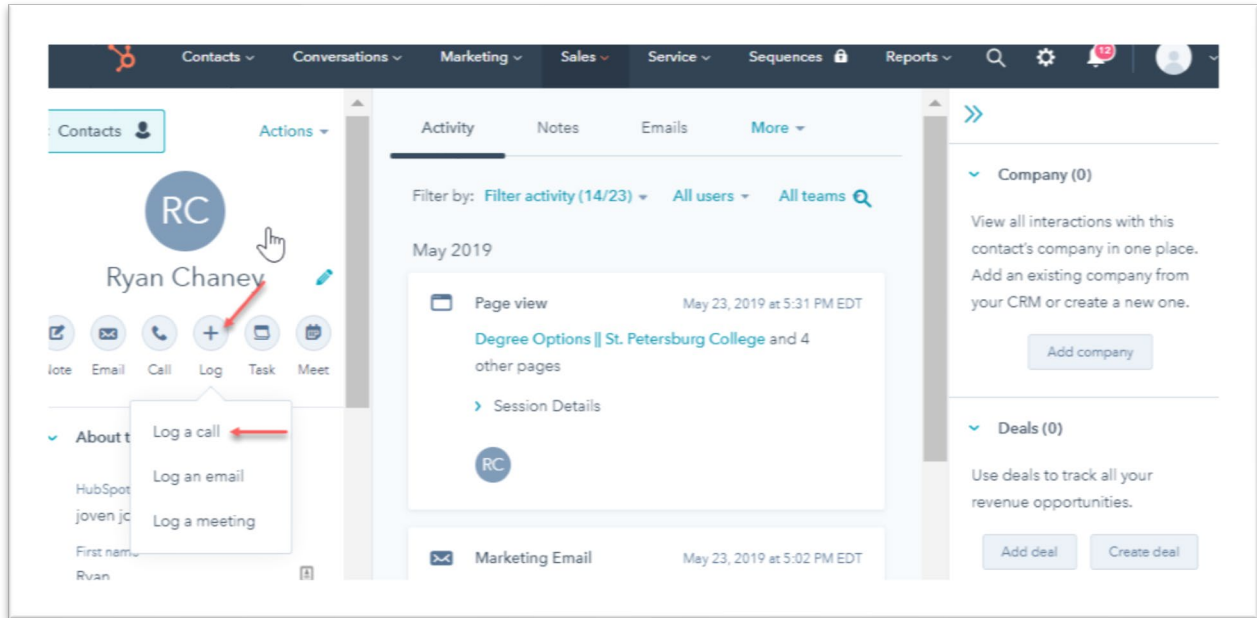 Contacts
Conversations
Marketing
Sales
Service
Sequences
Reports
12
Contacts
Actions
RC
Ryan Chaney
Email
Call
Log
Task
Meet
Log a call
Log an email
Log a meeting
About t
HubSpot
joven jc
First name
Ryan
Activity
Notes
Emails
More
Filter by: Filter activity (14/23)
All users
All teams
May 2019
Page view
May 23, 2019 at 5:31 PM EDT
Degree Options || St. Petersburg College and 4
other pages
Session Details
RC
Marketing Email
May 23, 2019 at 5:02 PM EDT
Company (0)
View all interactions with this
contact's company in one place.
Add an existing company from
your CRM or create a new one.
Add company
Deals (0)
Use deals to track all your
revenue opportunities.
Add deal
Create deal